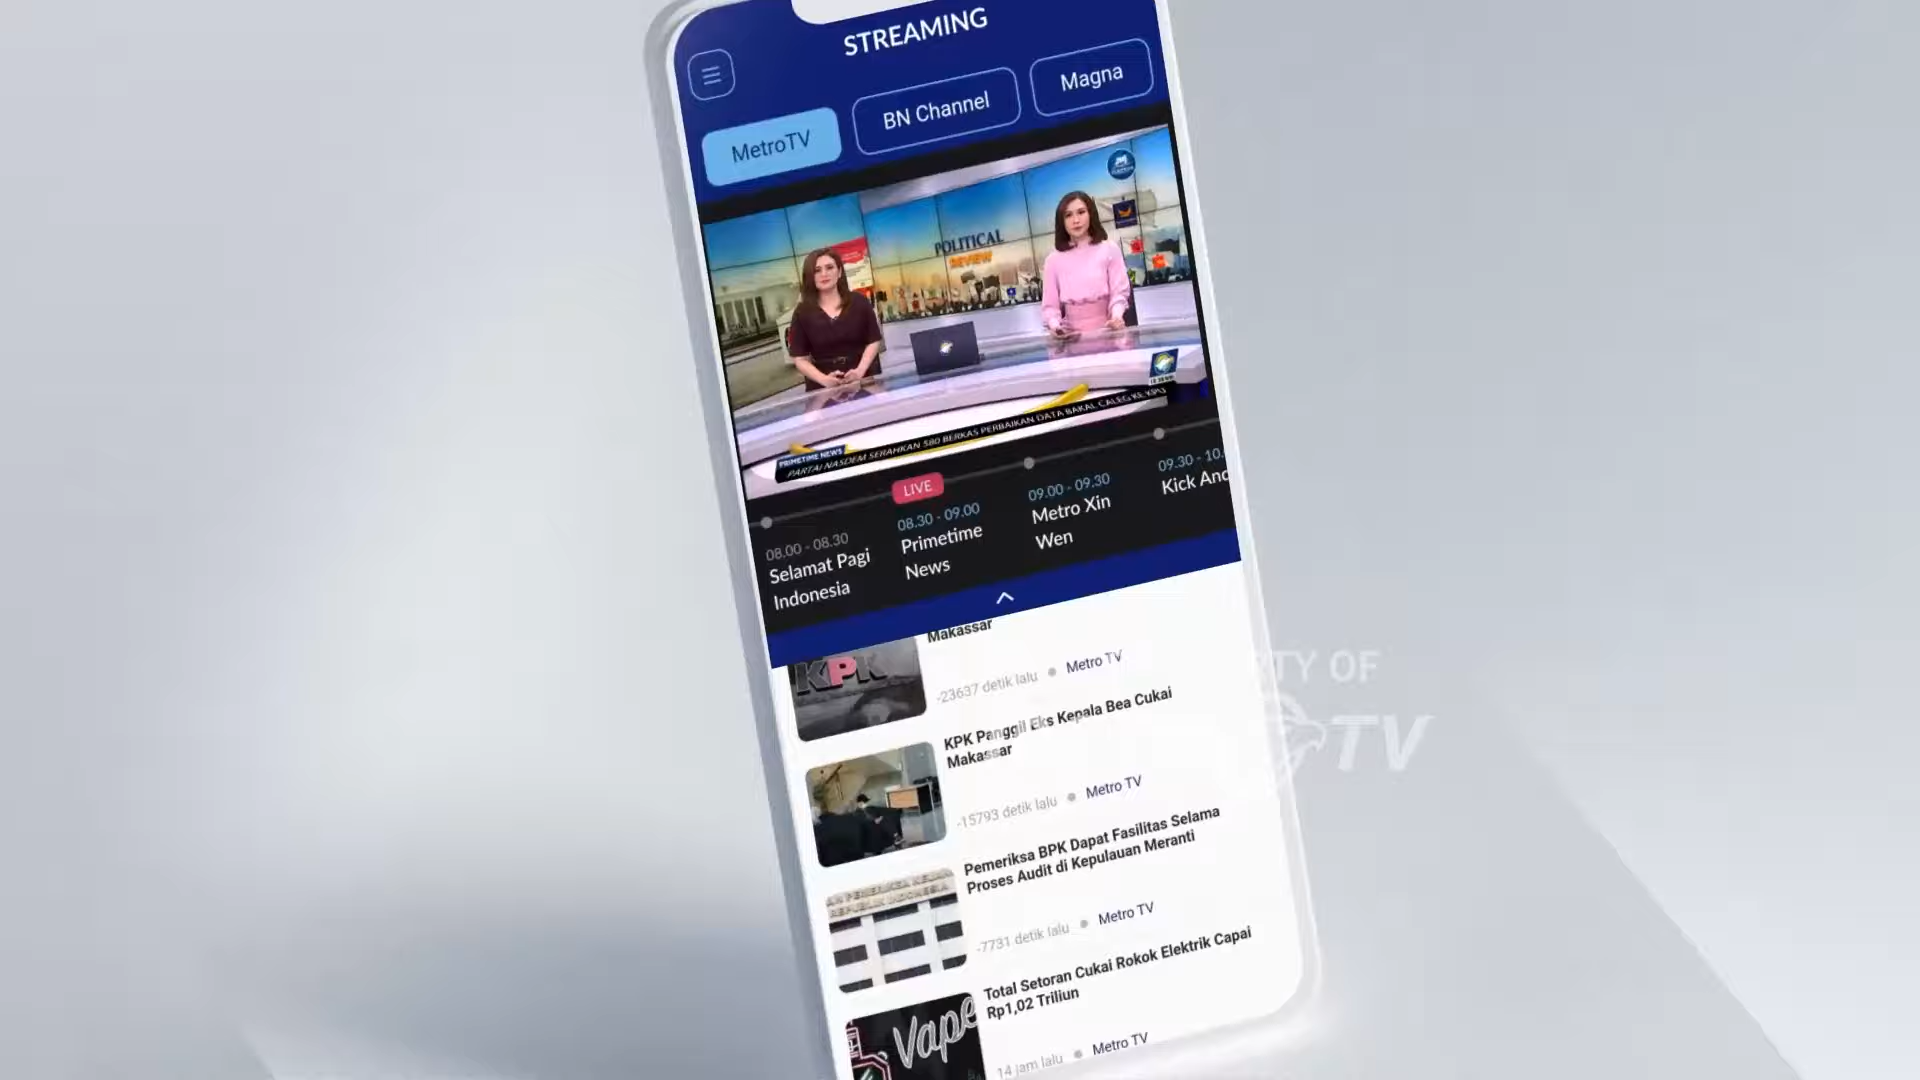 STREAMING
MetroTV
BN Channel
Magna
POLITICAL
REVIEW
PRIMETIME NEWS
PARTAI NASDEM SERAHKAN 580 BERKAS PERBAIKAN DATA BAKAL CALEG KE KPU
LIVE
08.00 - 08.30
Selamat Pagi
Indonesia
08.30 - 09.00
Primetime
News
09.00 - 09.30
Metro Xin
Wen
09.30 - 10.
Kick And
Makassar
KPK
-23637 detik lalu
Metro TV
KPK Panggil Eks Kepala Bea Cukai
Makassar
-15793 detik lalu
Metro TV
Pemeriksa BPK Dapat Fasilitas Selama
Proses Audit di Kepulauan Meranti
REPUBLIK INDONESIA
-7731 detik lalu
Metro TV
Total Setoran Cukai Rokok Elektrik Capai
Rp1,02 Triliun
Vape
14 jam lalu
Metro TV
TY OF
TV